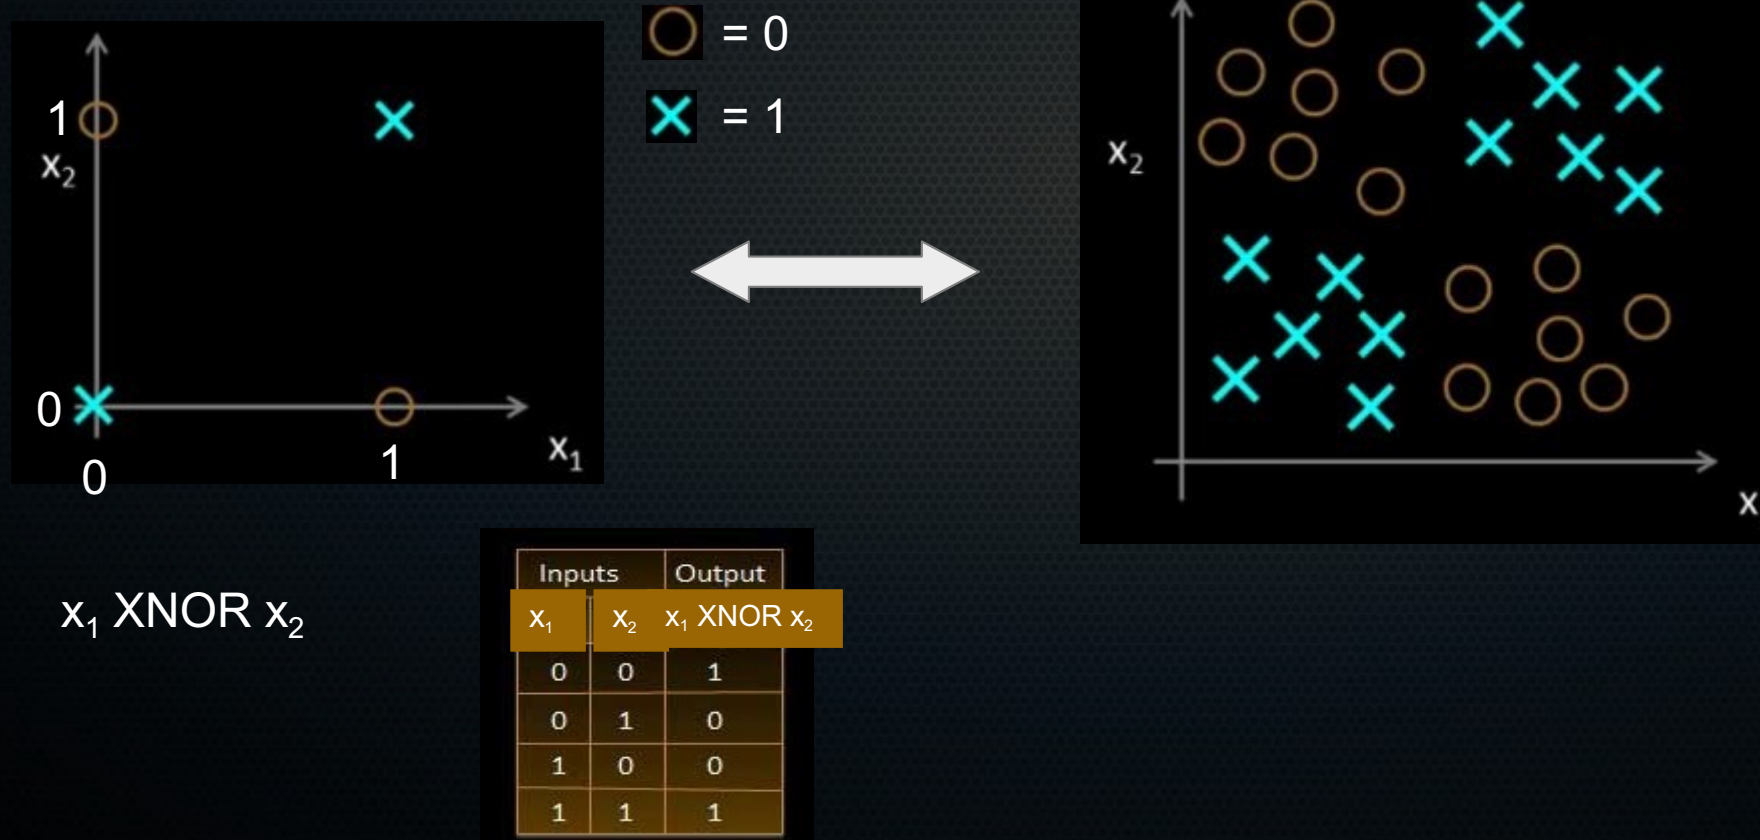 = 0
= 1
1
x₂
0
0
1
x₁
x₂
x
x₁ XNOR x₂
Inputs Output
x₁ x₂ x₁ XNOR x₂
0 0 1
0 1 0
1 0 0
1 1 1